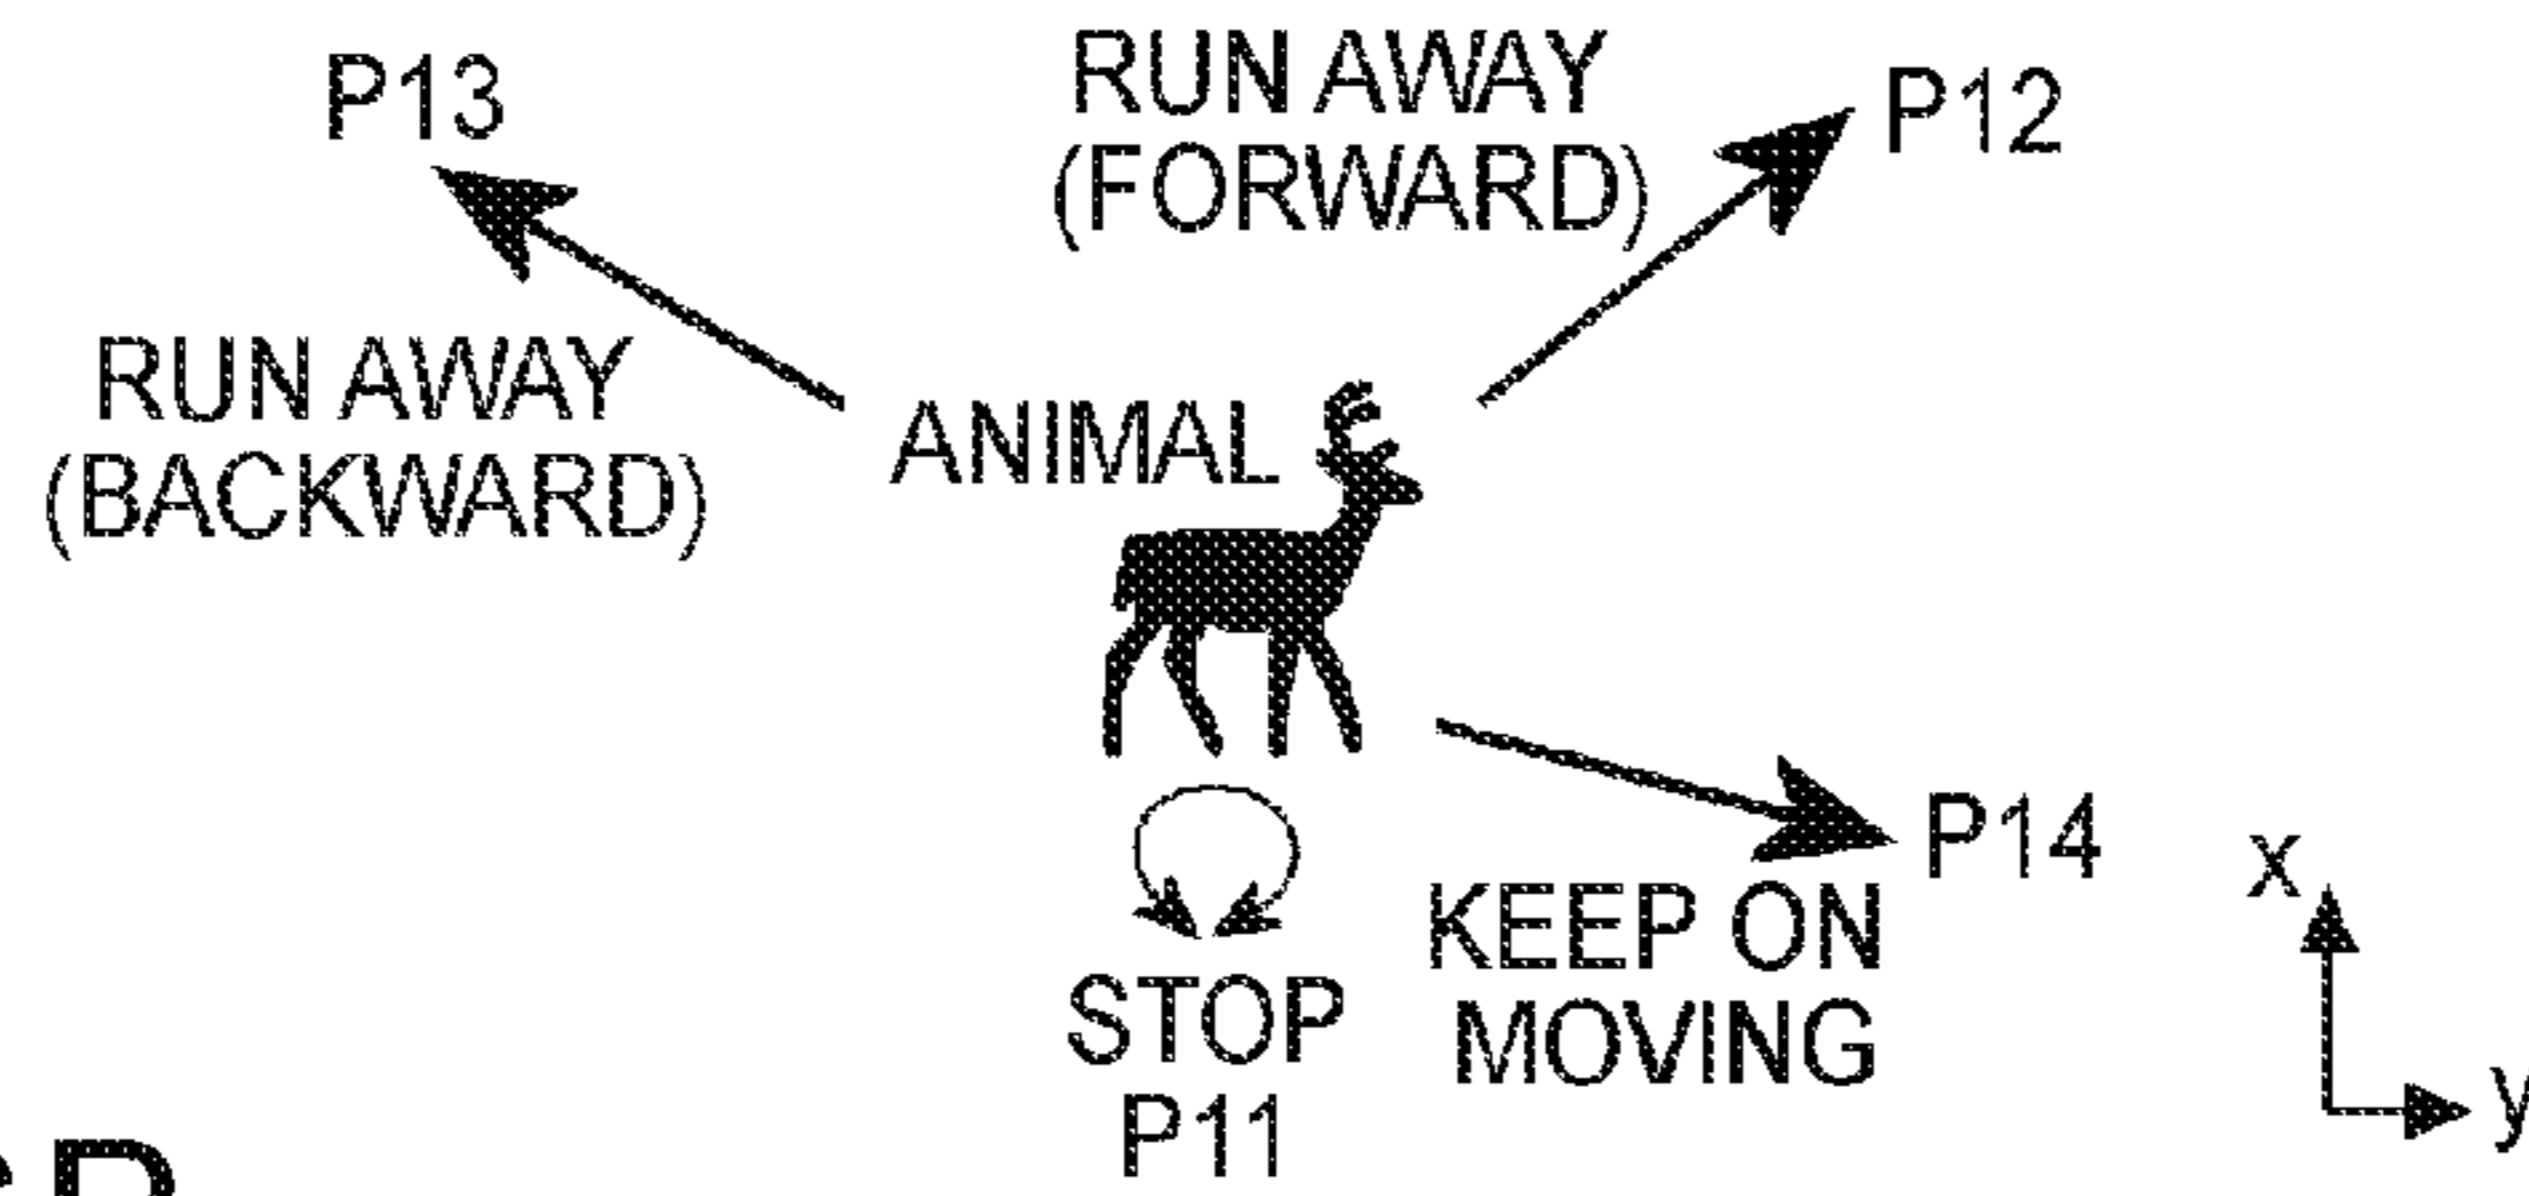 P13
RUN AWAY
(FORWARD)
P12
RUN AWAY
(BACKWARD)
ANIMAL
P14
KEEP ON
MOVING
STOP
P11
x
y